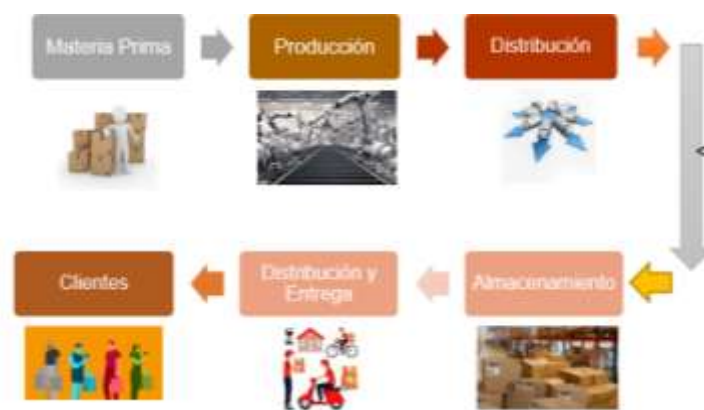 Materia Prima
Producción
Distribución
Clientes
Distribución y
Entrega
Almacenamiento